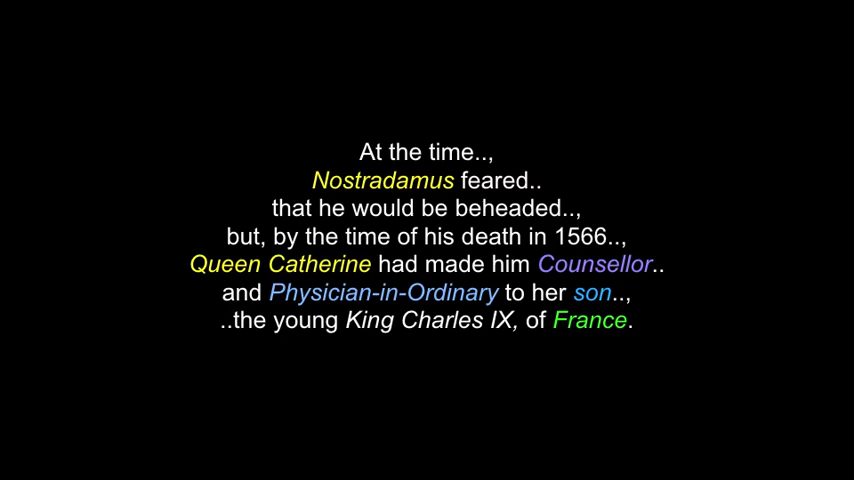 At the time..,
Nostradamus feared..
that he would be beheaded..,
but, by the time of his death in 1566..,
Queen Catherine had made him Counsellor..
and Physician-in-Ordinary to her son..,
..the young King Charles IX, of France.